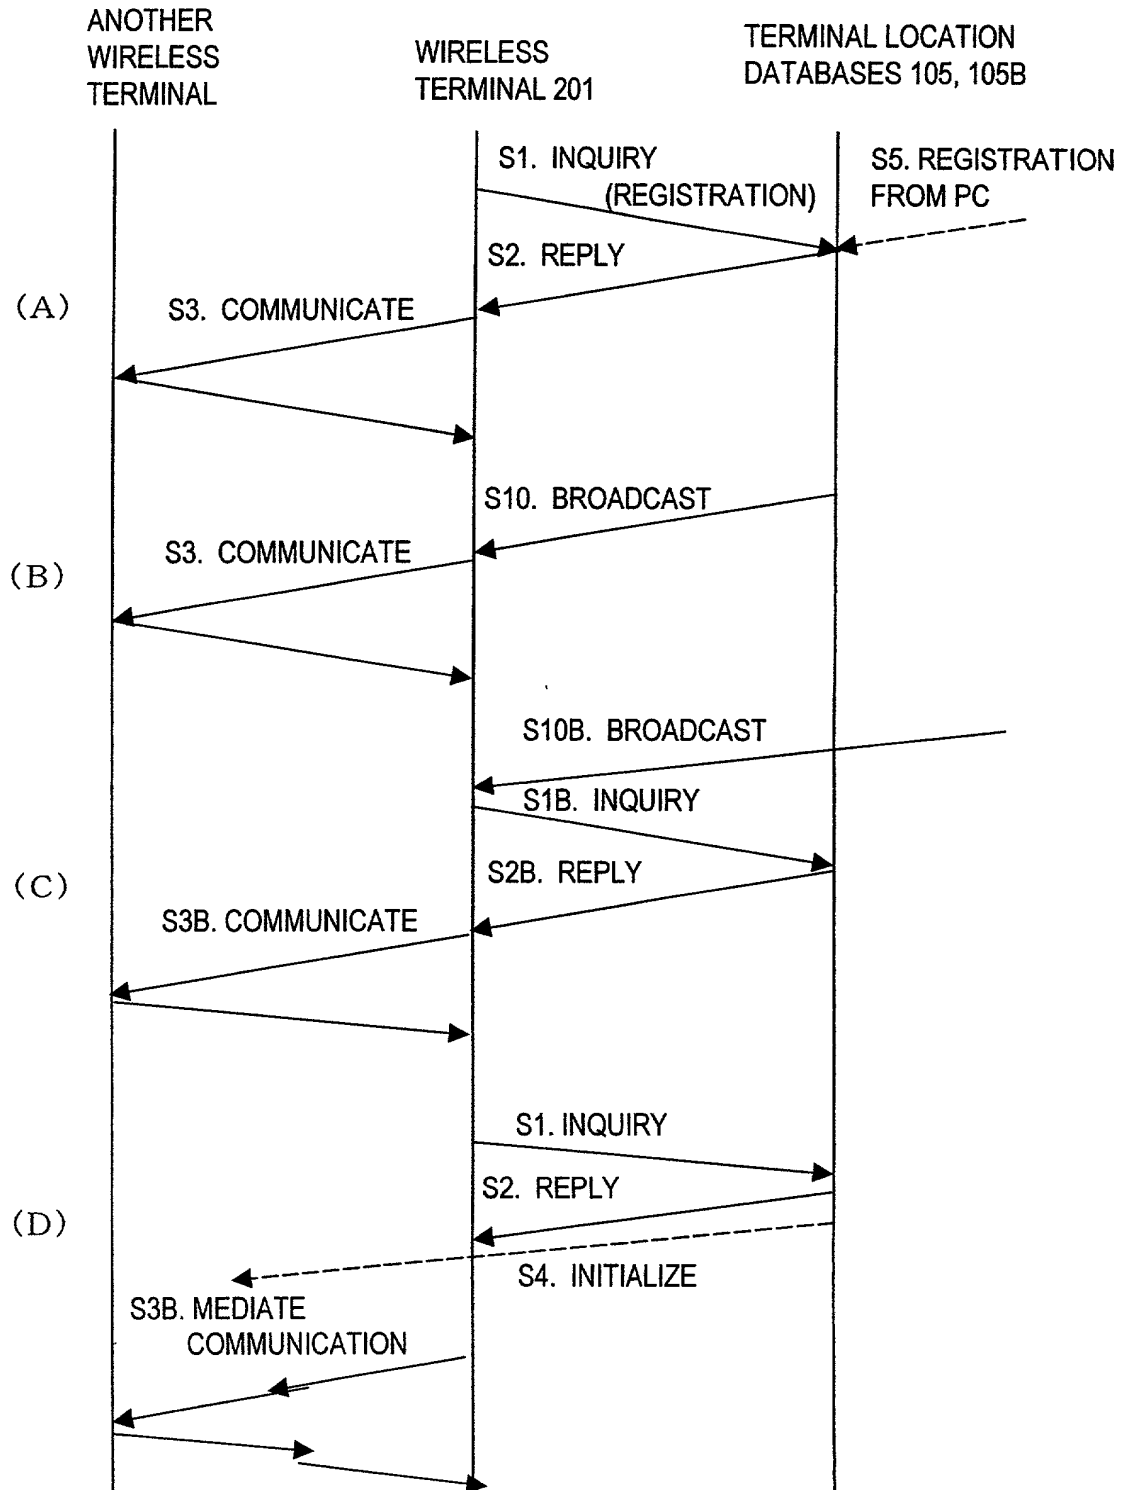 ANOTHER
WIRELESS
TERMINAL
WIRELESS
TERMINAL 201
TERMINAL LOCATION
DATABASES 105, 105B
S1. INQUIRY
(REGISTRATION)
S5. REGISTRATION
FROM PC
S2. REPLY
(A)
S3. COMMUNICATE
S10. BROADCAST
S3. COMMUNICATE
(B)
S10B. BROADCAST
S1B. INQUIRY
S2B. REPLY
(C)
S3B. COMMUNICATE
S1. INQUIRY
S2. REPLY
(D)
S4. INITIALIZE
S3B. MEDIATE
COMMUNICATION